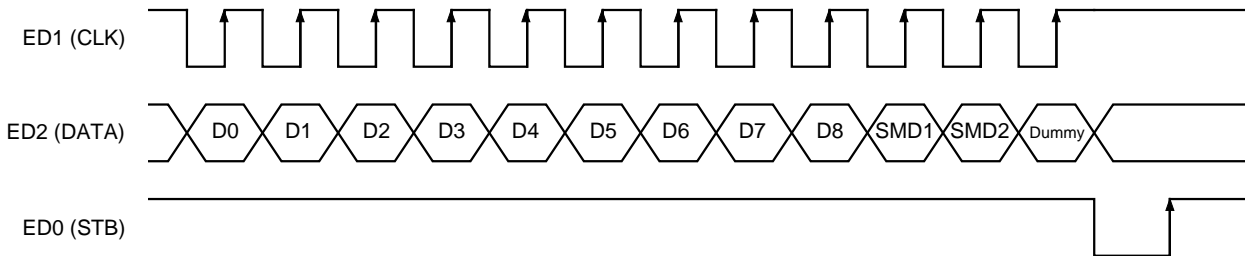 ED1 (CLK)
ED2 (DATA) D0 D1 D2 D3 D4 D5 D6 D7 D8 SMD1 SMD2 Dummy
ED0 (STB)